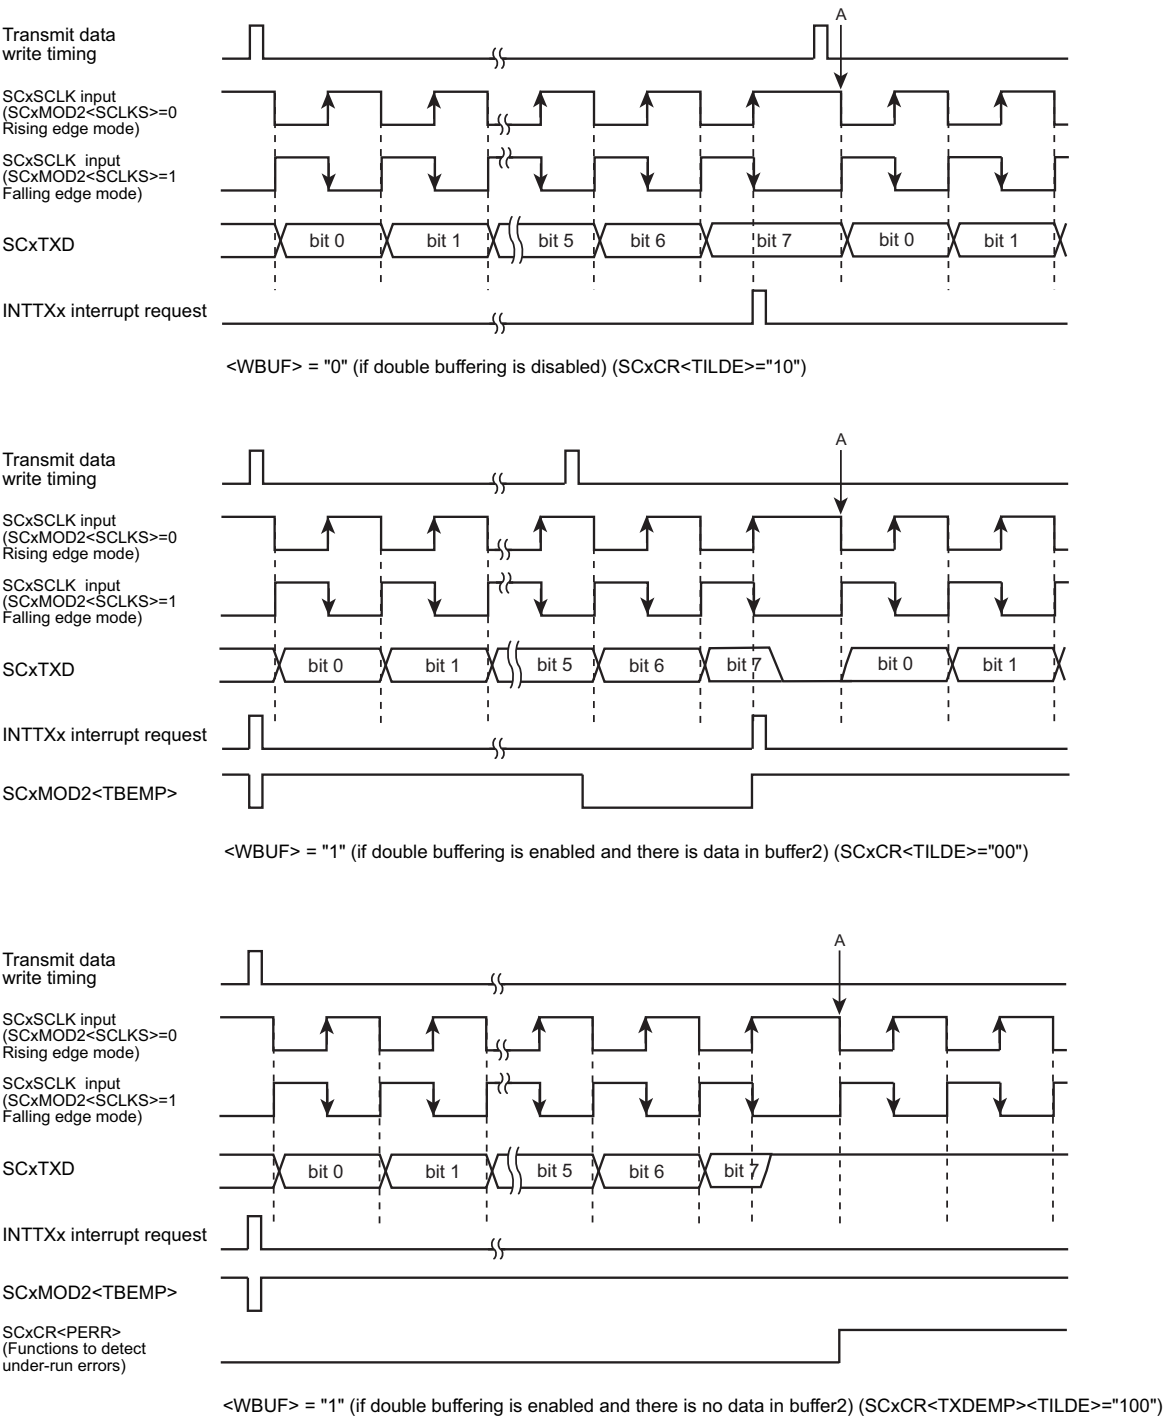 A
Transmit data
write timing
SCxSCLK input
(SCxMOD2<SCLKS>=0
Rising edge mode)
SCxSCLK input
(SCxMOD2<SCLKS>=1
Falling edge mode)
SCxTXD
bit 0 bit 1 bit 5 bit 6 bit 7 bit 0 bit 1
INTTXx interrupt request
<WBUF> = "0" (if double buffering is disabled) (SCxCR<TILDE>="10")
A
Transmit data
write timing
SCxSCLK input
(SCxMOD2<SCLKS>=0
Rising edge mode)
SCxSCLK input
(SCxMOD2<SCLKS>=1
Falling edge mode)
SCxTXD
bit 0 bit 1 bit 5 bit 6 bit 7 bit 0 bit 1
INTTXx interrupt request
SCxMOD2<TBEMP>
<WBUF> = "1" (if double buffering is enabled and there is data in buffer2) (SCxCR<TILDE>="00")
A
Transmit data
write timing
SCxSCLK input
(SCxMOD2<SCLKS>=0
Rising edge mode)
SCxSCLK input
(SCxMOD2<SCLKS>=1
Falling edge mode)
SCxTXD
bit 0 bit 1 bit 5 bit 6 bit 7
INTTXx interrupt request
SCxMOD2<TBEMP>
SCxCR<PERR>
(Functions to detect
under-run errors)
<WBUF> = "1" (if double buffering is enabled and there is no data in buffer2) (SCxCR<TXDEMP><TILDE>="100")